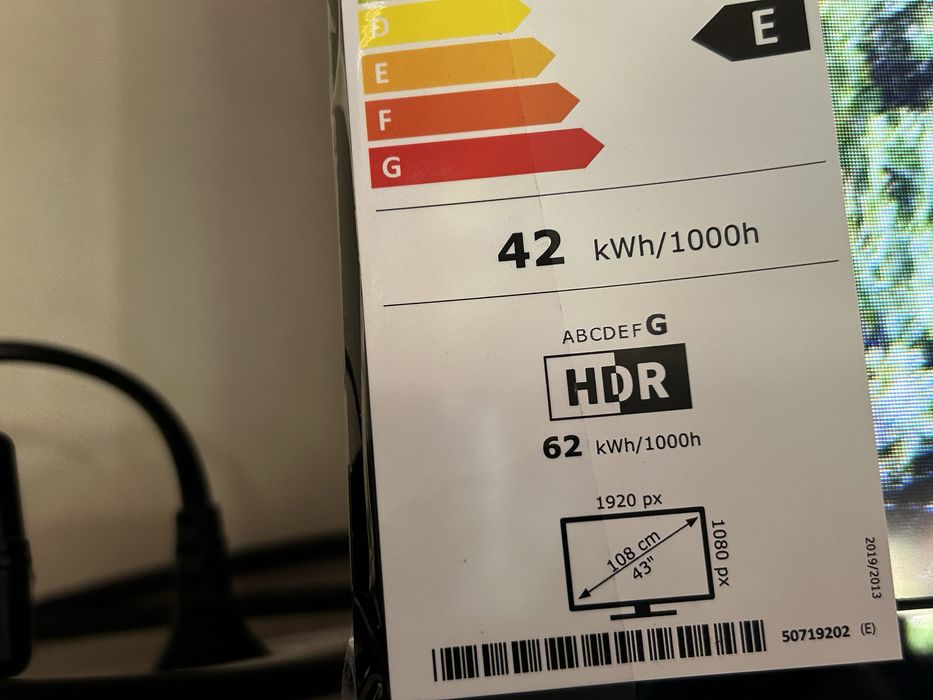 D
E
E
F
G
42 kWh/1000h
ABCDEFG
HDR
62 kWh/1000h
1920 px
1080 px
108 cm
43"
2019/2013
50719202 (E)